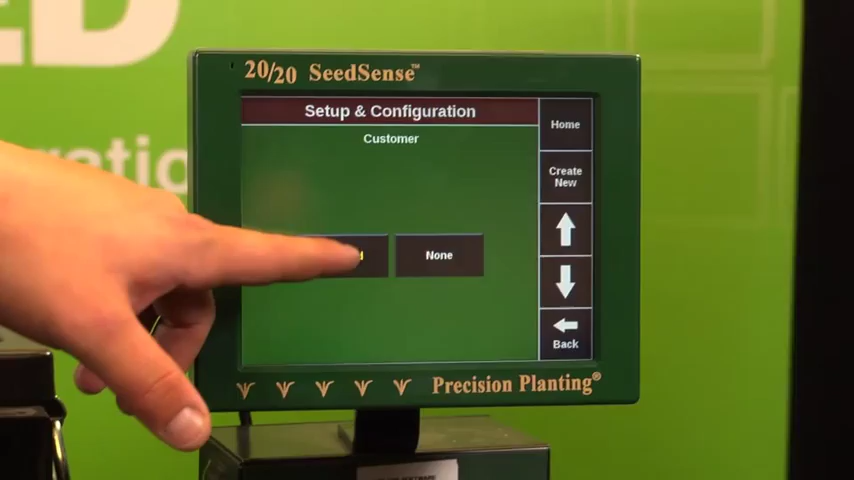 20/20 SeedSense™
Setup & Configuration
Home
Customer
Create
New
None
Back
Precision Planting®